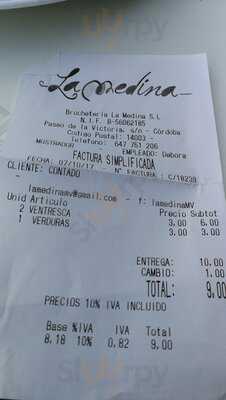 La medina
Brocheteria La Medina S.L
N.I.F. B-56062185
Paseo de la Victoria, s/n - Córdoba
Codigo Postal: 14003 -
Telefono: 647 751 206
MOSTRADOR EMPLEADO: Debora
FACTURA SIMPLIFICADA
FECHA: 07/10/17 Nº FACTURA: C/18238
CLIENTE: CONTADO
-
lamedinamv@gmail.com - f: lamedinaMV
Unid Articulo Precio Subtot
2 VENTRESCA 3,00 6,00
1 VERDURAS 3,00 3,00
ENTREGA: 10,00
CAMBIO: 1,00
TOTAL: 9,00
PRECIOS 10% IVA INCLUIDO
Base %IVA IVA Total
8,18 10% 0,82 9,00